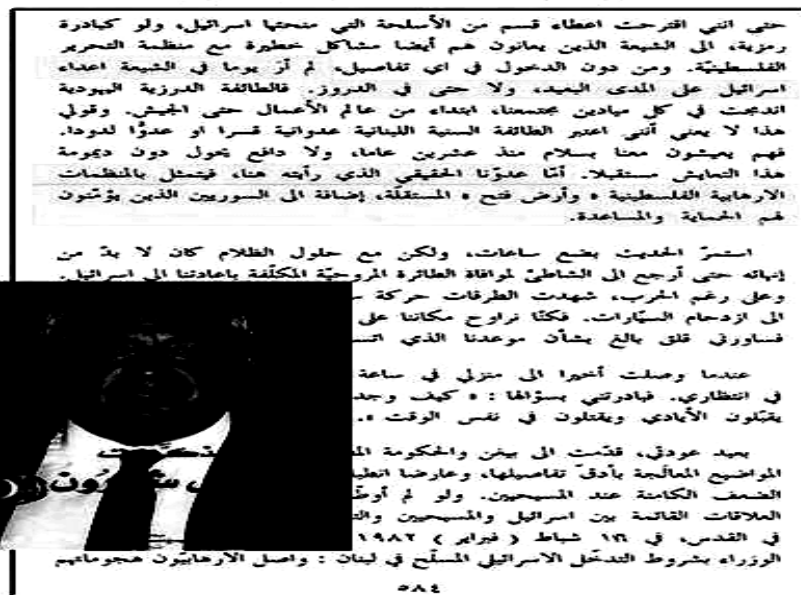 حتى انني اقترحت اعطاء قسم من الأسلحة التي منحتها اسرائيل، ولو كبادرة
رمزية، الى الشيعة الذين يعانون هم أيضا مشاكل خطيرة مع منظمة التحرير
الفلسطينيّة. ومن دون الدخول في اي تفاصيل، لم أر يوما في الشيعة اعداء
اسرائيل على المدى البعيد، ولا حتى في الدروز. فالطائفة الدرزية اليهودية
اندمجت في كل ميادين مجتمعنا، ابتداء من عالم الأعمال حتى الجيش. وقولي
هذا لا يعني أنني اعتبر الطائفة السنية اللبنانية عدوانية قسرا او عدوًا لدودا.
فهم يعيشون معنا بسلام منذ عشرين عاما، ولا دافع يحول دون ديمومة
هذا التعايش مستقبلا. أمّا عدوّنا الحقيقي الذي رأيته هنا، فيتمثل بالمنظمات
الارهابية الفلسطينية « وأرض فتح » المستقلّة، إضافة الى السوريين الذين يؤمّنون
لهم الحماية والمساعدة.
استمرّ الحديث بضع ساعات، ولكن مع حلول الظلام كان لا بدّ من
إنهائه حتى أرجع الى الشاطئ لموافاة الطائرة المروحيّة المكلّفة باعادتنا الى اسرائيل.
وعلى رغم الحرب، شهدت الطرقات حركة
الى ازدحام السيّارات. فكنّا نراوح مكاننا على
فساورني قلق بالغ بشأن موعدنا الذي
عندما وصلت أخيرا الى منزلي في ساعة
في انتظاري. فبادرتني بسؤالها : « كيف
يقبّلون الأيادي ويقتلون في نفس الوقت ».
بعيد عودتي، قدّمت الى بيغن والحكومة
المواضيع المعالَجة بأدقّ تفاصيلها، وعارضا
الضعف الكامنة عند المسيحيين. ولو لم
العلاقات القائمة بين اسرائيل والمسيحيين
في القدس، في ١٦ شباط ( فبراير ) ١٩٨٢
الوزراء بشروط التدخّل الاسرائيلي المسلّح في لبنان : واصل الارهابيّون هجوماتهم
٥٨٤